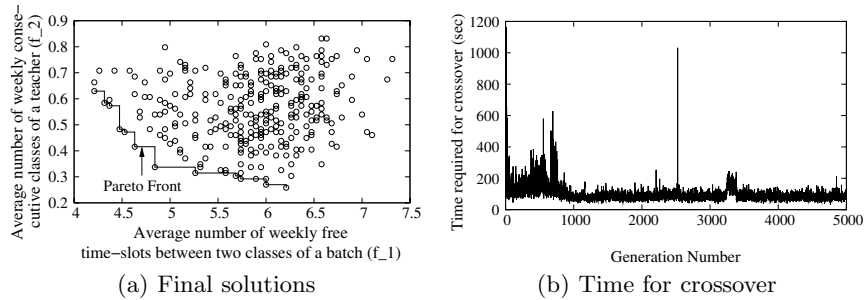 Average number of weekly conse-
cutive classes of a teacher (f_2)
0.9
0.8
0.7
0.6
0.5
0.4
0.3
0.2
Pareto Front
4 4.5 5 5.5 6 6.5 7 7.5
Average number of weekly free
time-slots between two classes of a batch (f_1)
(a) Final solutions
Time required for crossover (sec)
1200
1000
800
600
400
200
0
0 1000 2000 3000 4000 5000
Generation Number
(b) Time for crossover